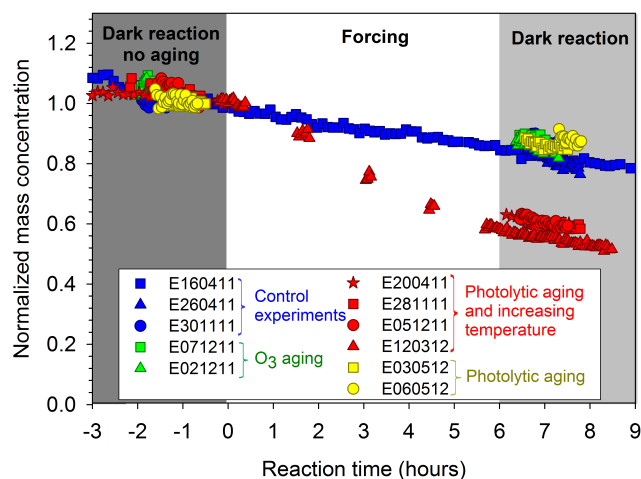 Normalized mass concentration
1.2
1.0
0.8
0.6
0.4
0.2
0.0
Dark reaction
no aging
Forcing
Dark reaction
E160411
E260411
E301111
Control
experiments
E071211
E021211
O3 aging
E200411
E281111
E051211
E120312
Photolytic aging
and increasing
temperature
E030512
E060512
Photolytic aging
-3 -2 -1 0 1 2 3 4 5 6 7 8 9
Reaction time (hours)